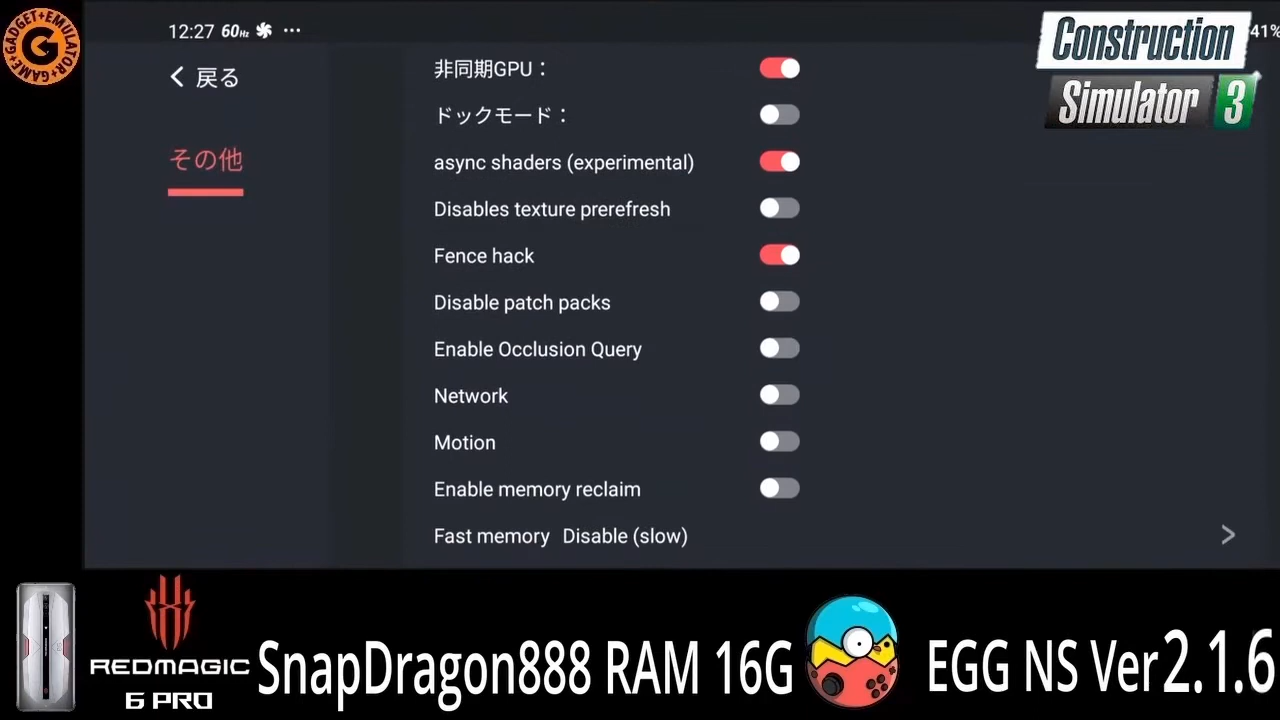 GADGET+EMULATOR+GAME+
G
12:27 60Hz
41%
戻る
その他
非同期GPU：
ドックモード：
async shaders (experimental)
Disables texture prerefresh
Fence hack
Disable patch packs
Enable Occlusion Query
Network
Motion
Enable memory reclaim
Fast memory Disable (slow)
Construction
Simulator 3
REDMAGIC
6 PRO
SnapDragon888 RAM 16G
EGG NS Ver2.1.6